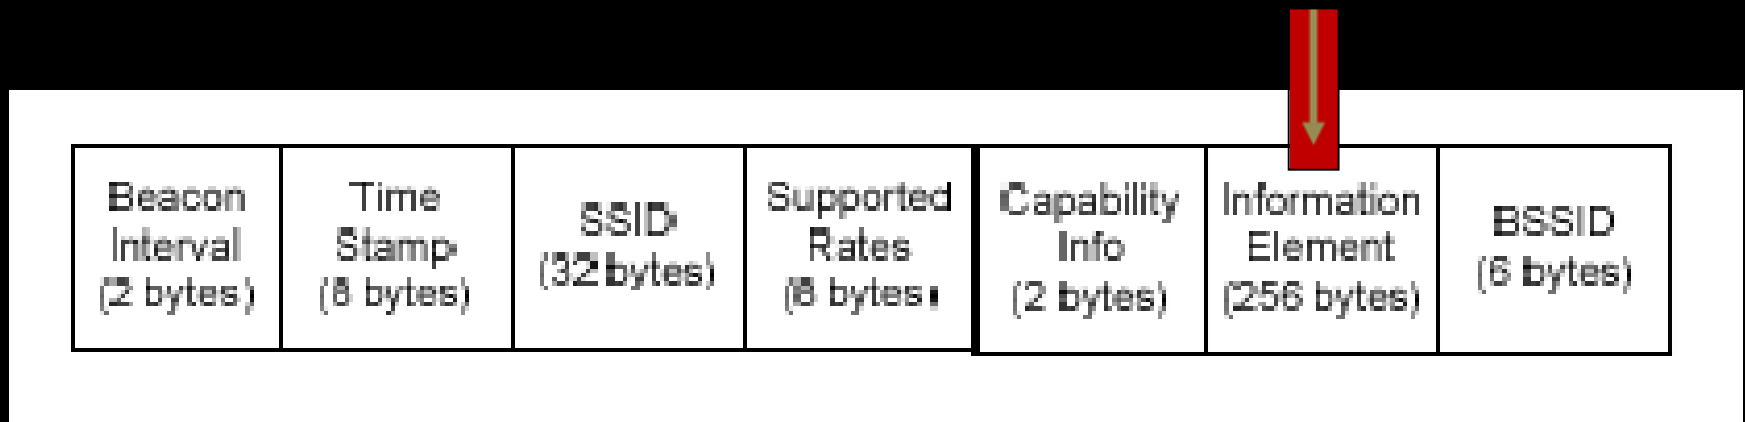 Beacon
Interval
(2 bytes)
Time
Stamp
(8 bytes)
SSID
(32 bytes)
Supported
Rates
(8 bytes)
Capability
Info
(2 bytes)
Information
Element
(256 bytes)
BSSID
(6 bytes)